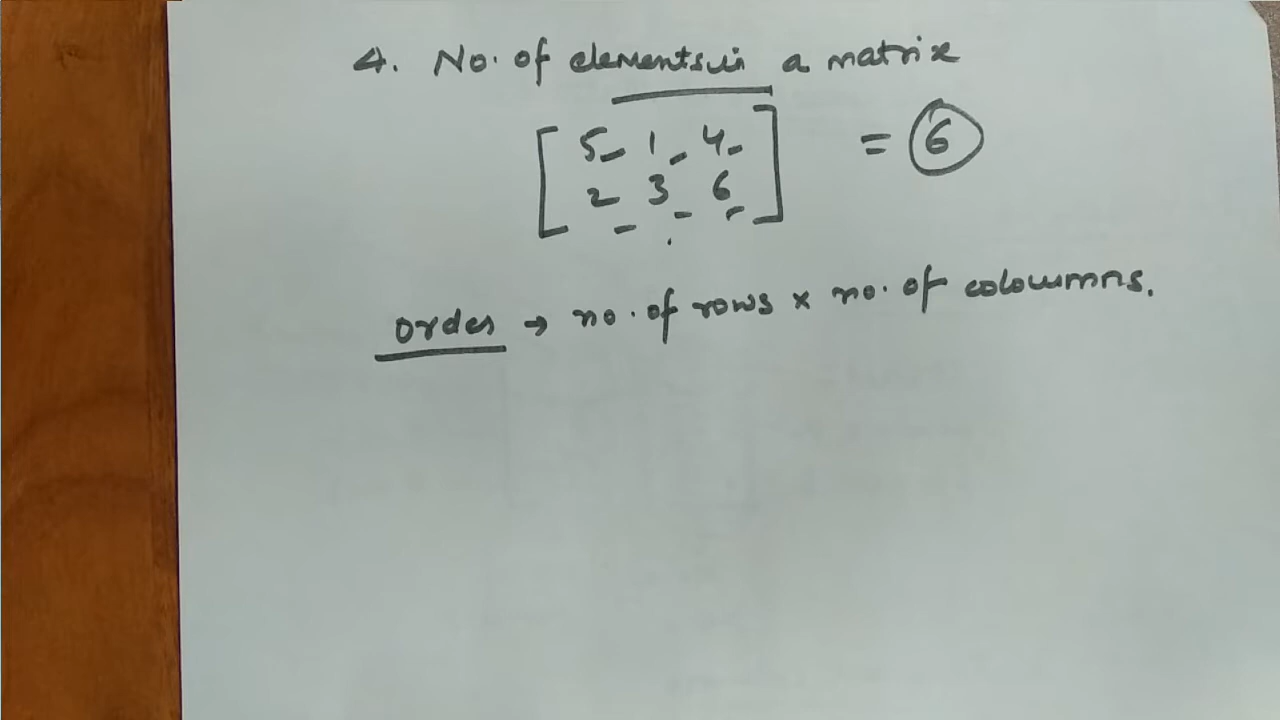 4. No. of elements in a matrix
[ 5 1 4 ] = 6
[ 2 3 6 ]
order → no. of rows × no. of colowmns.